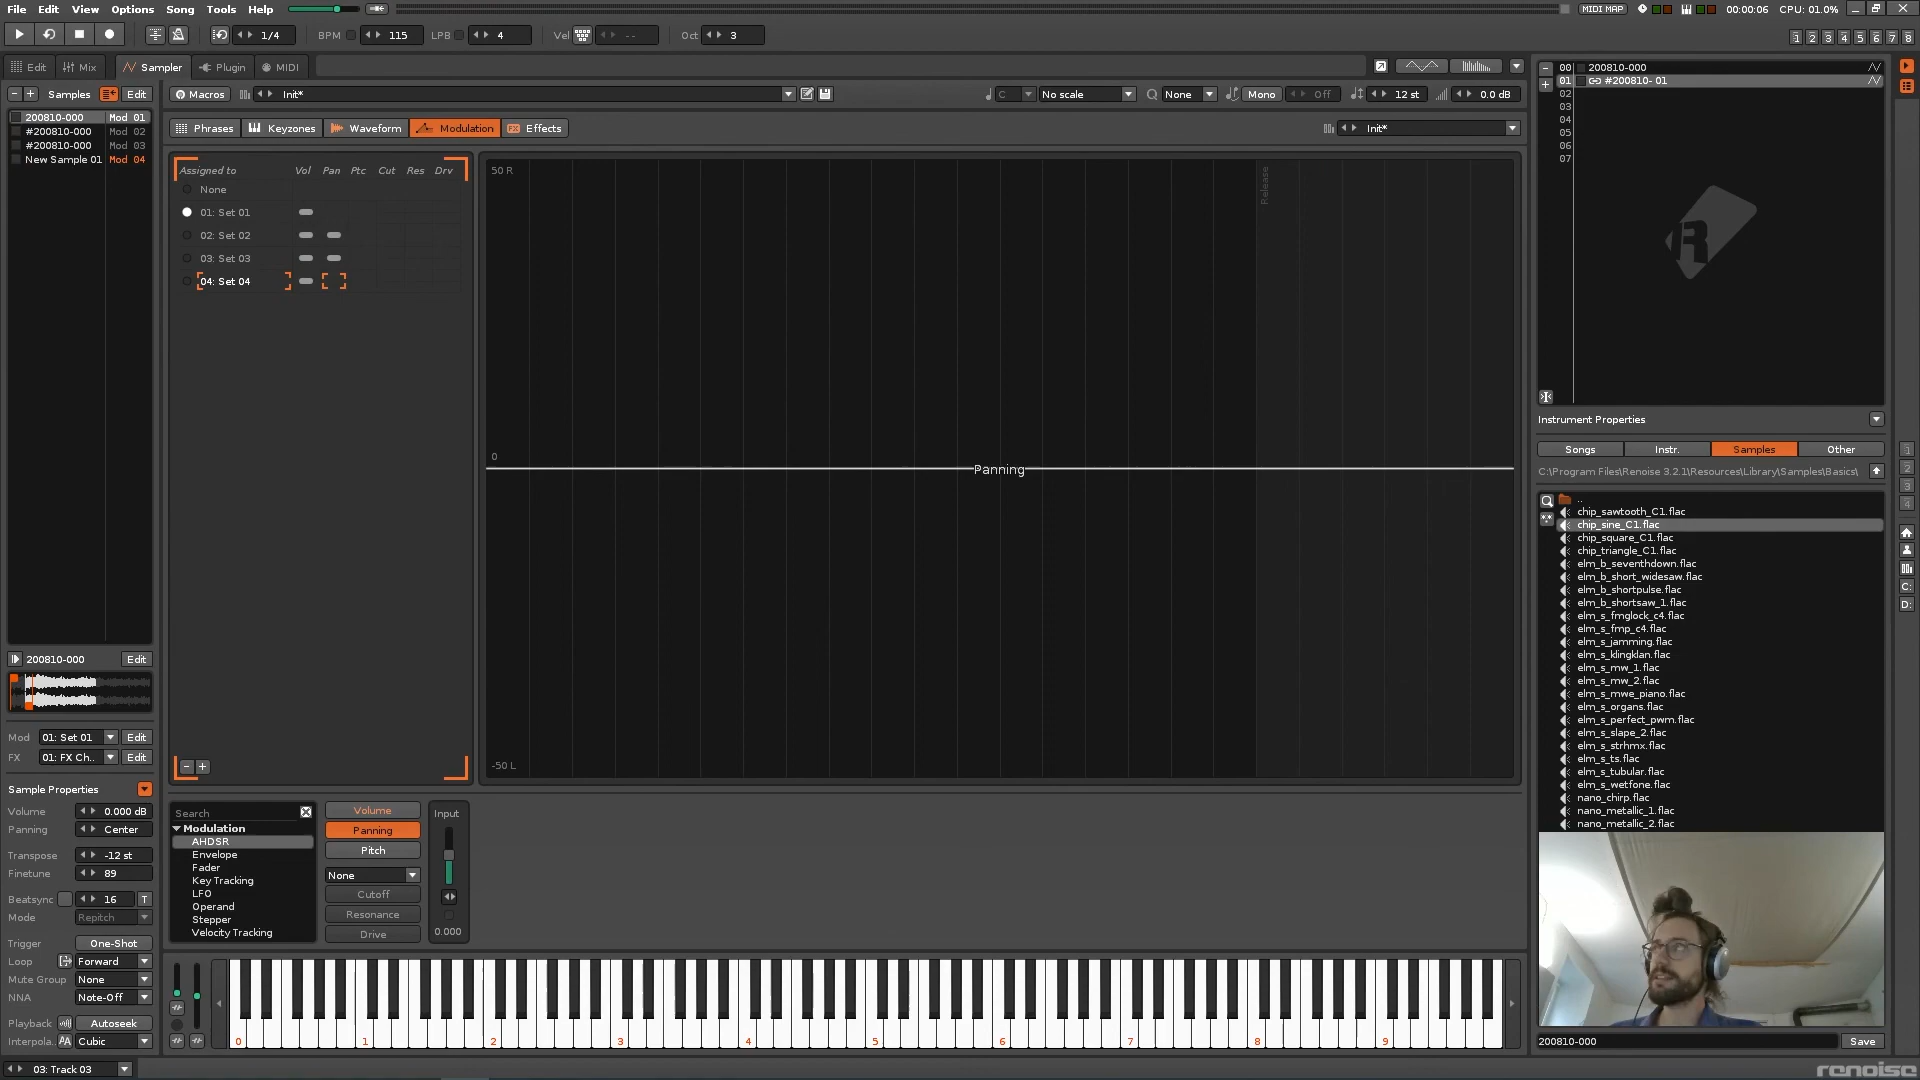 File Edit View Options Song Tools Help
MIDI MAP 00:00:06 CPU: 01.0%
1/4 BPM 115 LPB 4 Vel -- Oct 3
1 2 3 4 5 6 7 8
Edit Mix Sampler Plugin MIDI
Samples Edit
Macros Init* C No scale None Mono Off 12 st 0.0 dB
Phrases Keyzones Waveform Modulation FX Effects Init*
200810-000 Mod 01
#200810-000 Mod 02
#200810-000 Mod 03
New Sample 01 Mod 04
Assigned to Vol Pan Ptc Cut Res Drv
None
01: Set 01
02: Set 02
03: Set 03
04: Set 04
50 R
Release
0
Panning
-50 L
00 200810-000
01 #200810- 01
02
03
04
05
06
07
Instrument Properties
Songs Instr. Samples Other
C:\Program Files\Renoise 3.2.1\Resources\Library\Samples\Basics\
..
chip_sawtooth_C1.flac
chip_sine_C1.flac
chip_square_C1.flac
chip_triangle_C1.flac
elm_b_seventhdown.flac
elm_b_short_widesaw.flac
elm_b_shortpulse.flac
elm_b_shortsaw_1.flac
elm_s_fmglock_c4.flac
elm_s_fmp_c4.flac
elm_s_jamming.flac
elm_s_klingklan.flac
elm_s_mw_1.flac
elm_s_mw_2.flac
elm_s_mwe_piano.flac
elm_s_organs.flac
elm_s_perfect_pwm.flac
elm_s_slape_2.flac
elm_s_strhmx.flac
elm_s_ts.flac
elm_s_tubular.flac
elm_s_wetfone.flac
nano_chirp.flac
nano_metallic_1.flac
nano_metallic_2.flac
1
2
3
4
C:
D:
200810-000 Edit
Mod 01: Set 01 Edit
FX 01: FX Ch.. Edit
Sample Properties
Volume 0.000 dB
Panning Center
Transpose -12 st
Finetune 89
Beatsync 16 T
Mode Repitch
Trigger One-Shot
Loop Forward
Mute Group None
NNA Note-Off
Playback Autoseek
Interpola.. Cubic
Search
Modulation
AHDSR
Envelope
Fader
Key Tracking
LFO
Operand
Stepper
Velocity Tracking
Volume
Panning
Pitch
None
Cutoff
Resonance
Drive
Input
0.000
0 1 2 3 4 5 6 7 8 9
200810-000 Save
03: Track 03
renoise